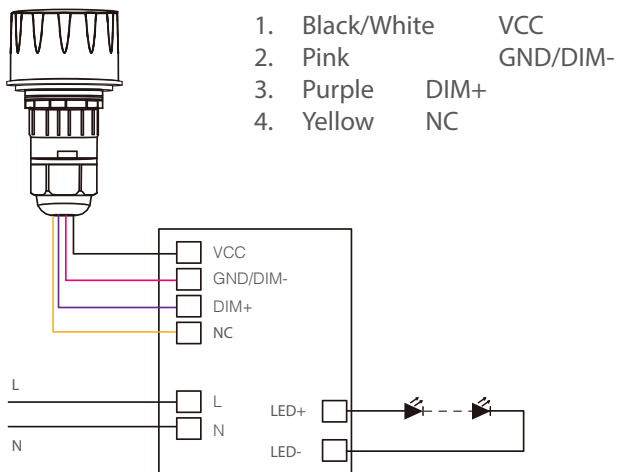 1. Black/White VCC
2. Pink GND/DIM-
3. Purple DIM+
4. Yellow NC
VCC
GND/DIM-
DIM+
NC
L
L
N
N
LED+
LED-